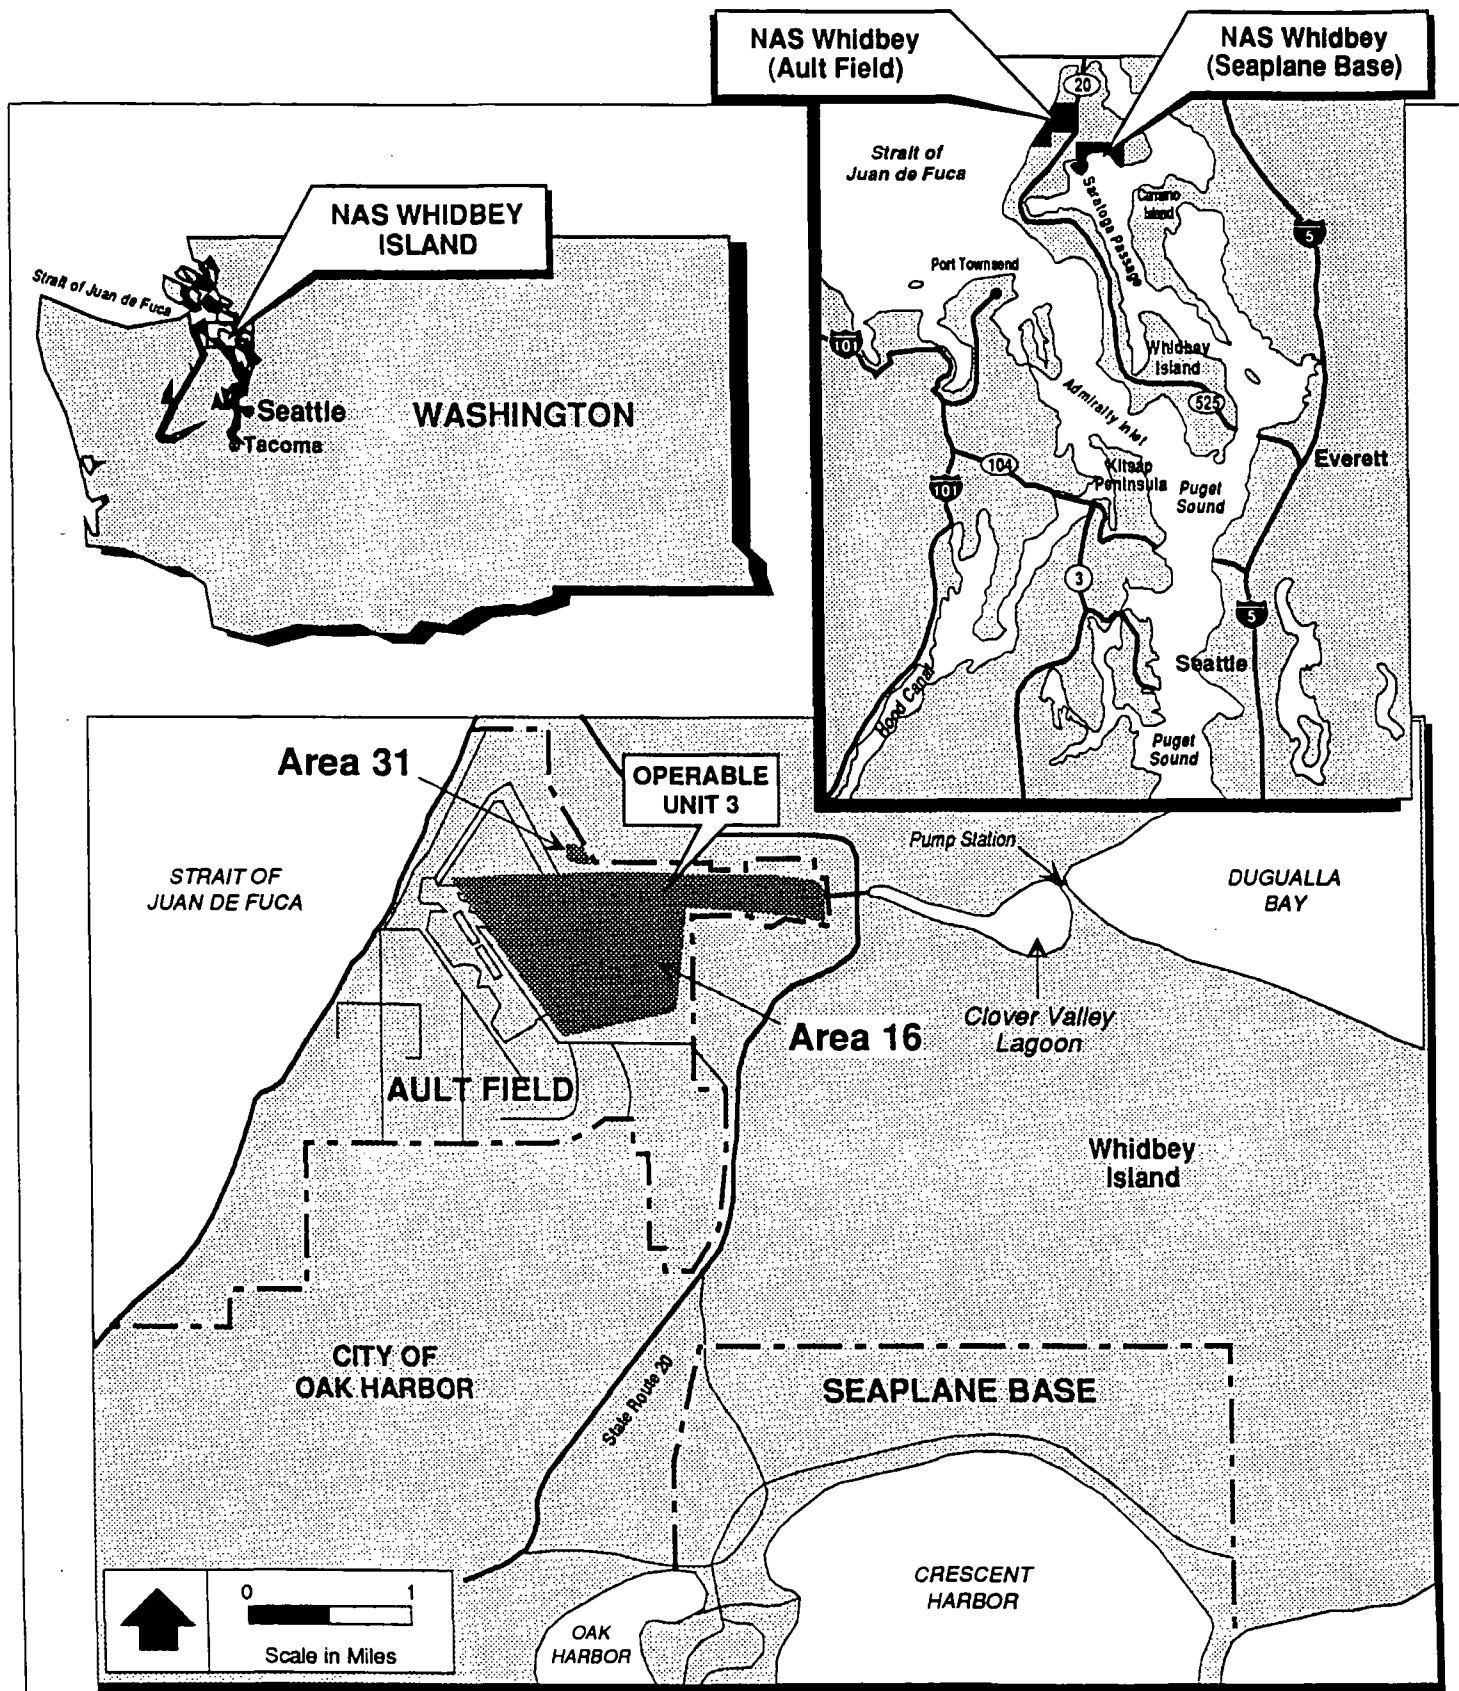 NAS Whidbey
(Ault Field)
NAS Whidbey
(Seaplane Base)
20
Strait of
Juan de Fuca
Saratoga Passage
Camano
Island
5
Port Townsend
101
Whidbey
Island
525
Admiralty Inlet
104
Kitsap
Peninsula
Puget
Sound
Everett
101
3
5
Seattle
Hood Canal
Puget
Sound
NAS WHIDBEY
ISLAND
Strait of Juan de Fuca
Seattle
Tacoma
WASHINGTON
Area 31
OPERABLE
UNIT 3
STRAIT OF
JUAN DE FUCA
Pump Station
DUGUALLA
BAY
Clover Valley
Lagoon
Area 16
AULT FIELD
Whidbey
Island
CITY OF
OAK HARBOR
State Route 20
SEAPLANE BASE
CRESCENT
HARBOR
OAK
HARBOR
0 1
Scale in Miles